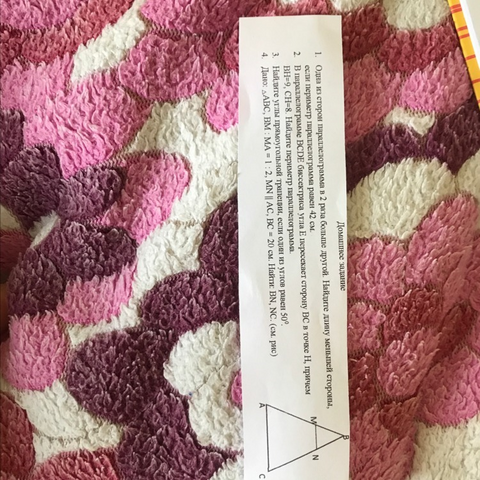 Домашнее задание
1. Одна из сторон параллелограмма в 2 раза больше другой. Найдите длину меньшей стороны,
если периметр параллелограмма равен 42 см.
2. В параллелограмме BCDE биссектриса угла E пересекает сторону BC в точке H, причем
BH=9, CH=8. Найдите периметр параллелограмма.
3. Найдите углы прямоугольной трапеции, если один из углов равен 50⁰.
4. Дано: △ABC, BM : MA = 1 : 2, MN || AC, BC = 20 см. Найти: BN, NC. (см. рис)
B
M
N
A
C